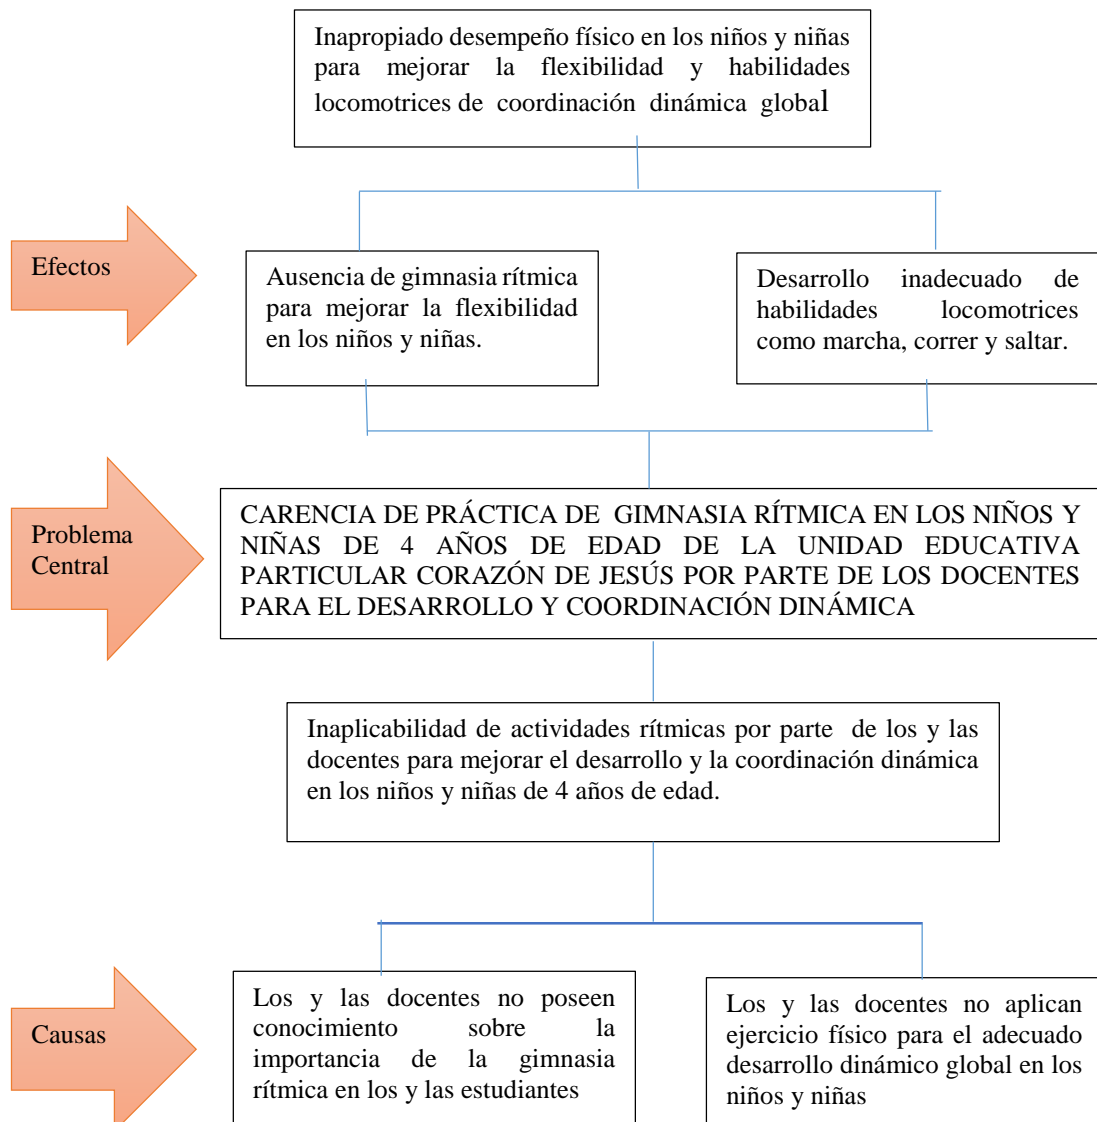 Inapropiado desempeño físico en los niños y niñas
para mejorar la flexibilidad y habilidades
locomotrices de coordinación dinámica global
Efectos
Ausencia de gimnasia rítmica
para mejorar la flexibilidad
en los niños y niñas.
Desarrollo inadecuado de
habilidades locomotrices
como marcha, correr y saltar.
Problema
Central
CARENCIA DE PRÁCTICA DE GIMNASIA RÍTMICA EN LOS NIÑOS Y
NIÑAS DE 4 AÑOS DE EDAD DE LA UNIDAD EDUCATIVA
PARTICULAR CORAZÓN DE JESÚS POR PARTE DE LOS DOCENTES
PARA EL DESARROLLO Y COORDINACIÓN DINÁMICA
Inaplicabilidad de actividades rítmicas por parte de los y las
docentes para mejorar el desarrollo y la coordinación dinámica
en los niños y niñas de 4 años de edad.
Causas
Los y las docentes no poseen
conocimiento sobre la
importancia de la gimnasia
rítmica en los y las estudiantes
Los y las docentes no aplican
ejercicio físico para el adecuado
desarrollo dinámico global en los
niños y niñas